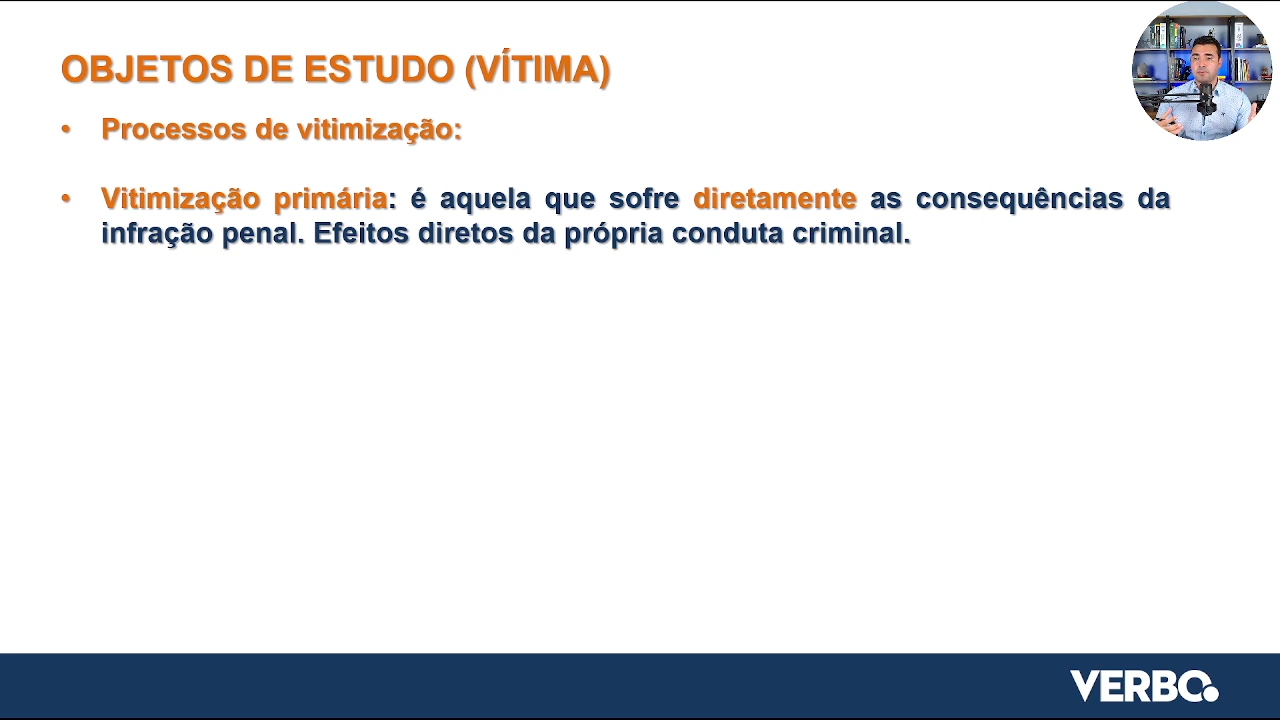 OBJETOS DE ESTUDO (VÍTIMA)
• Processos de vitimização:
• Vitimização primária: é aquela que sofre diretamente as consequências da
infração penal. Efeitos diretos da própria conduta criminal.
VERBO.